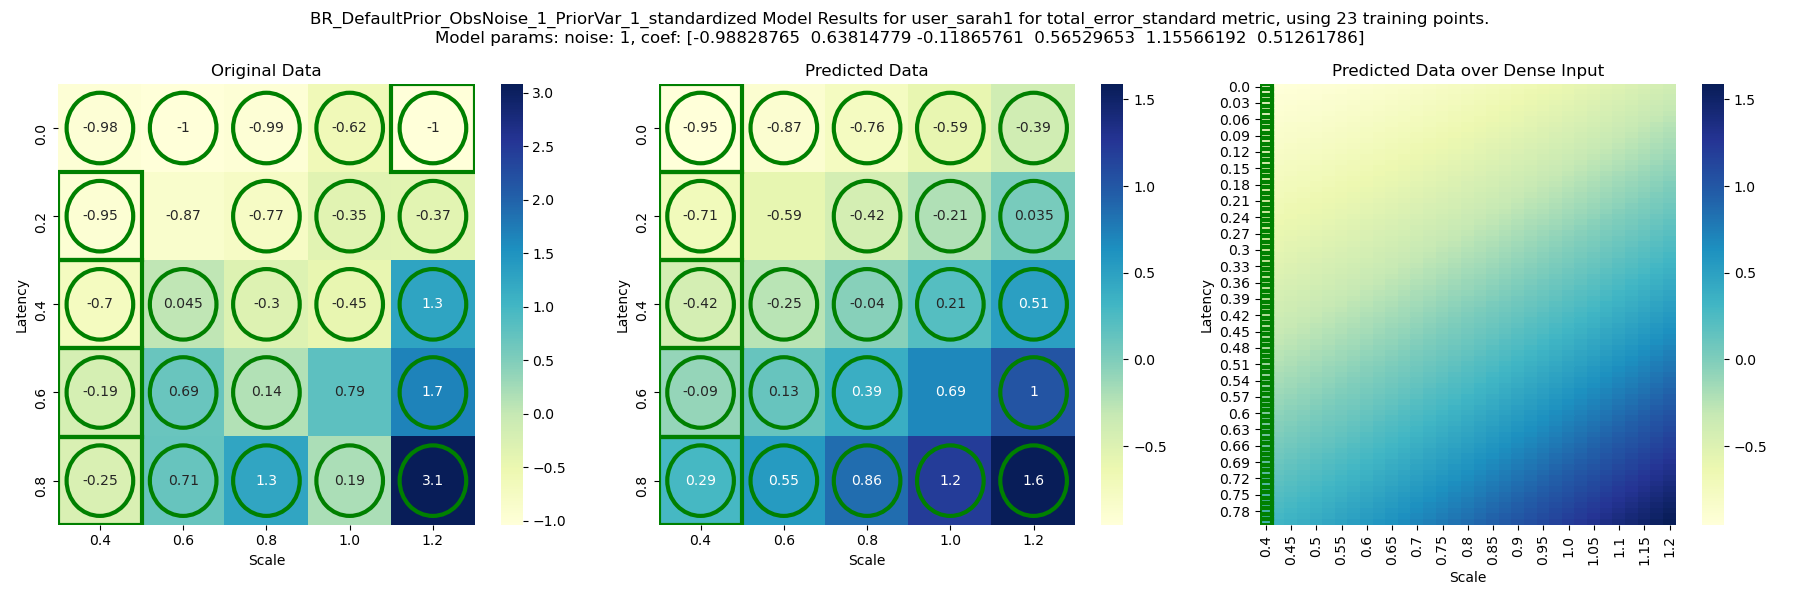 BR_DefaultPrior_ObsNoise_1_PriorVar_1_standardized Model Results for user_sarah1 for total_error_standard metric, using 23 training points.
Model params: noise: 1, coef: [-0.98828765 0.63814779 -0.11865761 0.56529653 1.15566192 0.51261786]
Original Data
Latency
0.0 -0.98 -1 -0.99 -0.62 -1
0.2 -0.95 -0.87 -0.77 -0.35 -0.37
0.4 -0.7 0.045 -0.3 -0.45 1.3
0.6 -0.19 0.69 0.14 0.79 1.7
0.8 -0.25 0.71 1.3 0.19 3.1
0.4 0.6 0.8 1.0 1.2
Scale
3.0
2.5
2.0
1.5
1.0
0.5
0.0
−0.5
−1.0
Predicted Data
Latency
0.0 -0.95 -0.87 -0.76 -0.59 -0.39
0.2 -0.71 -0.59 -0.42 -0.21 0.035
0.4 -0.42 -0.25 -0.04 0.21 0.51
0.6 -0.09 0.13 0.39 0.69 1
0.8 0.29 0.55 0.86 1.2 1.6
0.4 0.6 0.8 1.0 1.2
Scale
1.5
1.0
0.5
0.0
−0.5
Predicted Data over Dense Input
Latency
0.0
0.03
0.06
0.09
0.12
0.15
0.18
0.21
0.24
0.27
0.3
0.33
0.36
0.39
0.42
0.45
0.48
0.51
0.54
0.57
0.6
0.63
0.66
0.69
0.72
0.75
0.78
0.4 0.45 0.5 0.55 0.6 0.65 0.7 0.75 0.8 0.85 0.9 0.95 1.0 1.05 1.1 1.15 1.2
Scale
1.5
1.0
0.5
0.0
−0.5